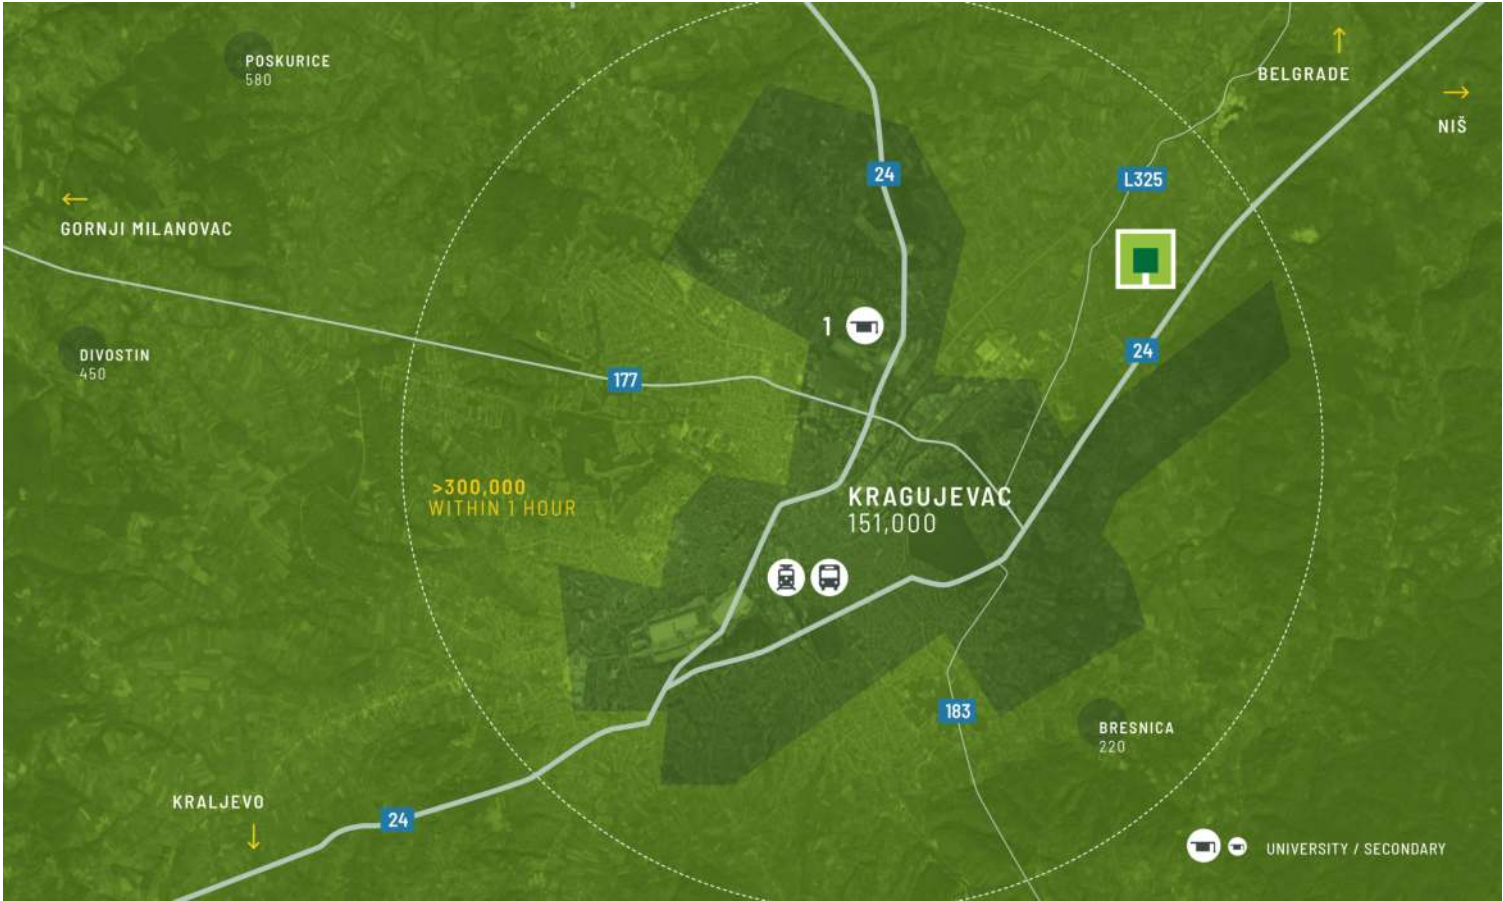 POSKURICE
580
BELGRADE
NIŠ
24
L325
GORNJI MILANOVAC
1
24
DIVOSTIN
450
177
>300,000
WITHIN 1 HOUR
KRAGUJEVAC
151,000
183
BRESNICA
220
KRALJEVO
24
UNIVERSITY / SECONDARY